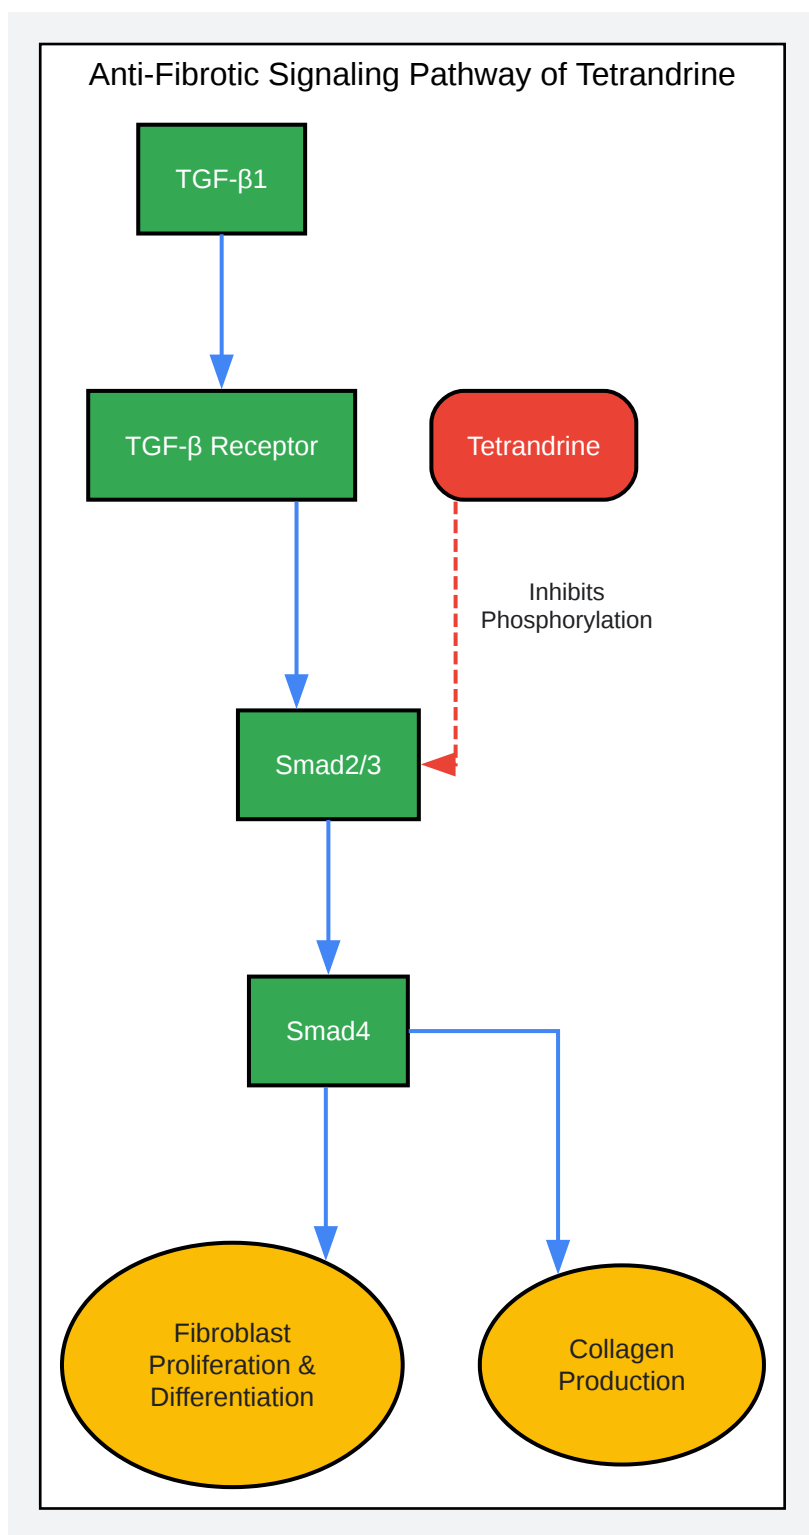 Anti-Fibrotic Signaling Pathway of Tetrandrine
TGF-β1
TGF-β Receptor
Tetrandrine
Inhibits
Phosphorylation
Smad2/3
Smad4
Fibroblast
Proliferation &
Differentiation
Collagen
Production